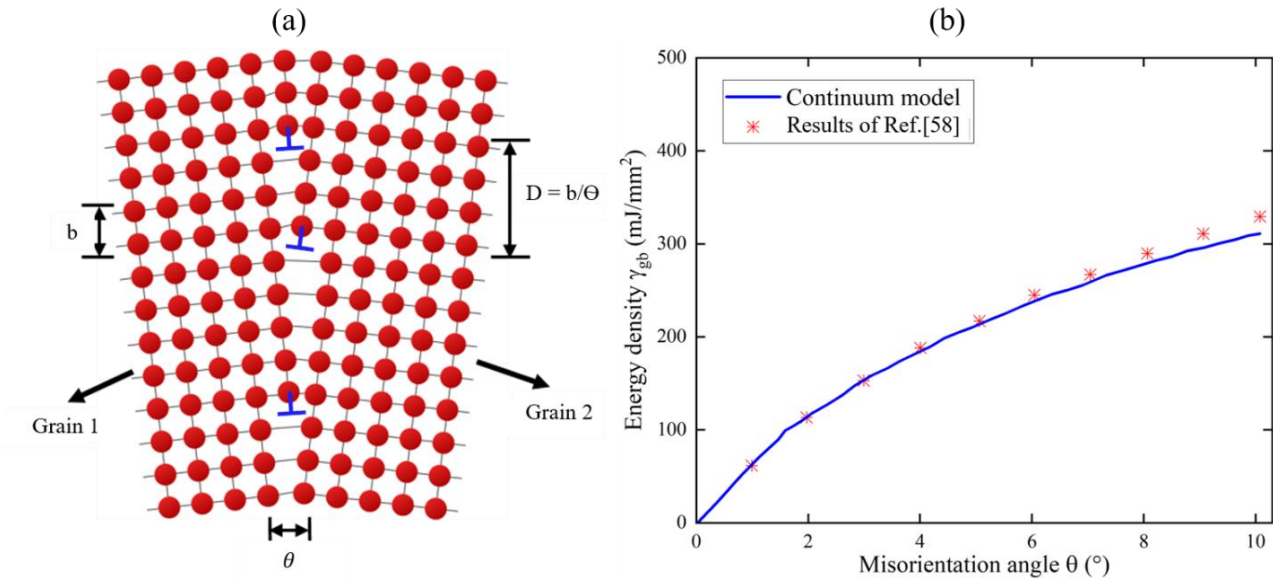 (a)
D = b/Θ
b
Grain 1
Grain 2
θ
(b)
500
400
300
200
100
0
Energy density γgb (mJ/mm²)
Continuum model
Results of Ref.[58]
0 2 4 6 8 10
Misorientation angle θ (°)